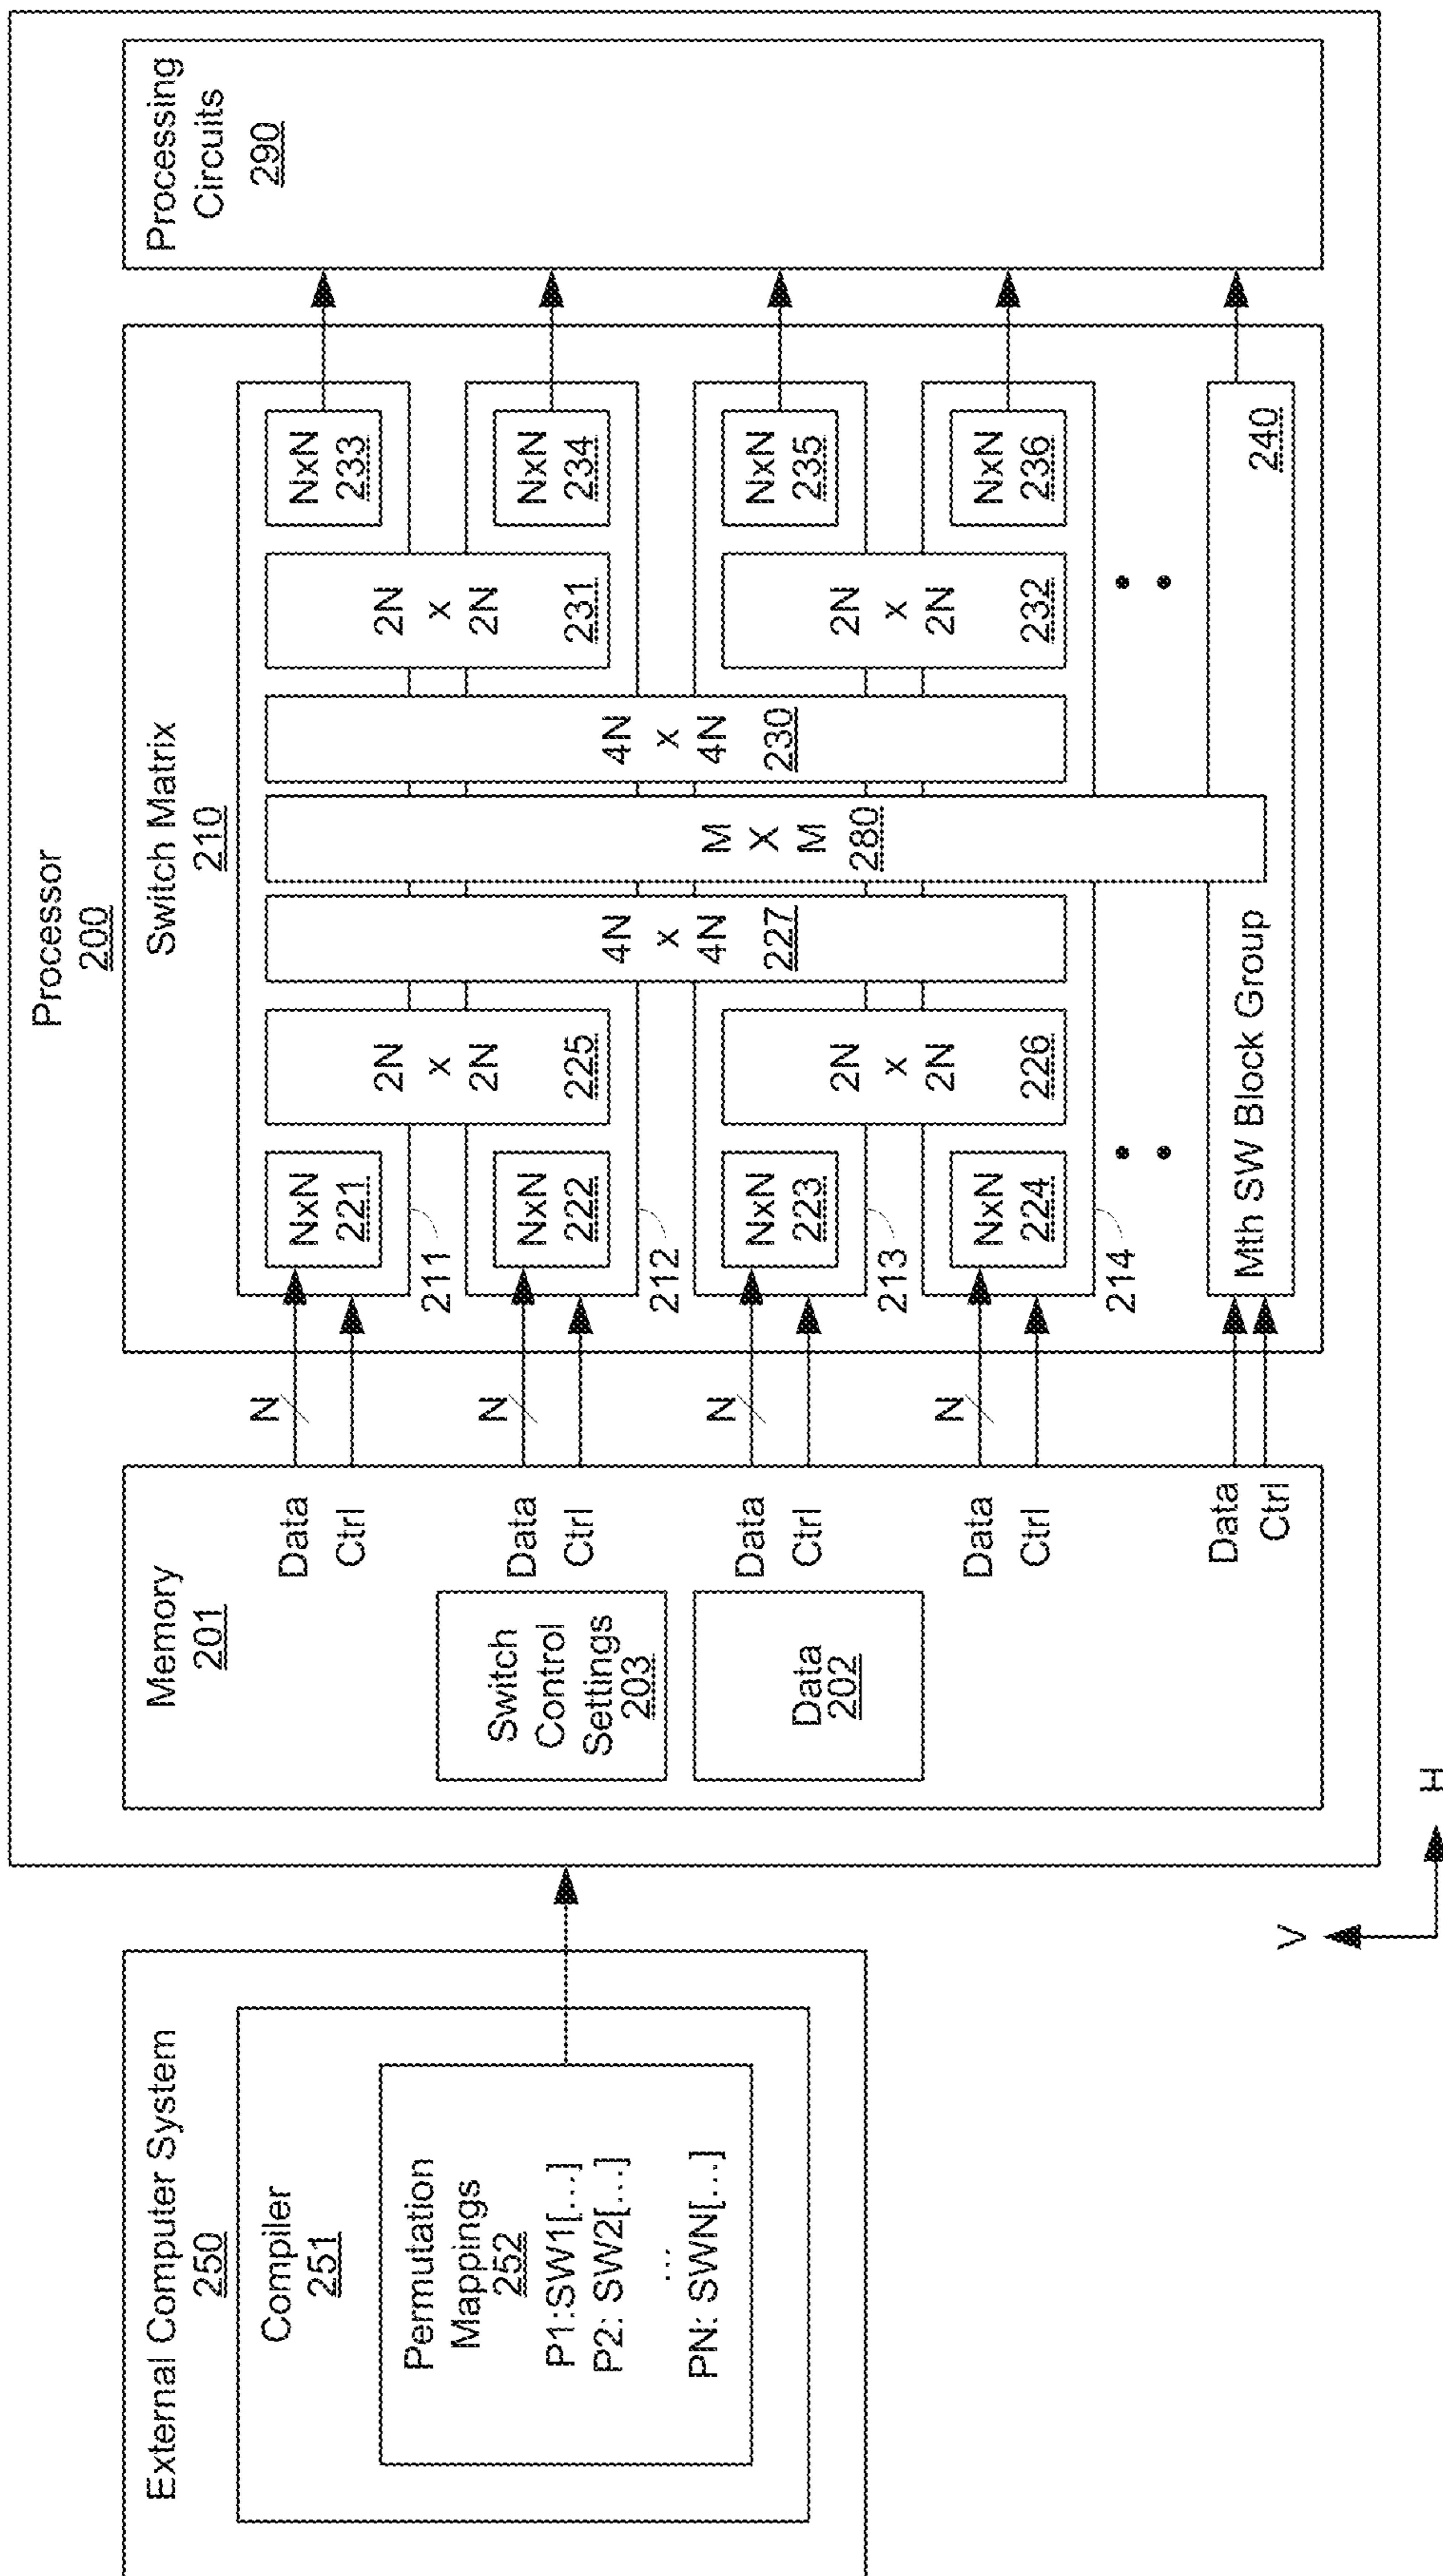 External Computer System
250
Compiler
251
Permutation
Mappings
252
P1:SW1[...]
P2: SW2[...]
...
PN: SWN[...]
V
H
Processor
200
Memory
201
Switch
Control
Settings
203
Data
202
Data
Ctrl
Data
Ctrl
Data
Ctrl
Data
Ctrl
Data
Ctrl
N
N
N
N
Switch Matrix
210
NxN
221
211
NxN
222
212
NxN
223
213
NxN
224
214
2N
x
2N
225
2N
x
2N
226
4N
x
4N
227
M
X
M
280
4N
x
4N
230
2N
x
2N
231
2N
x
2N
232
NxN
233
NxN
234
NxN
235
NxN
236
Mth SW Block Group
240
Processing
Circuits
290